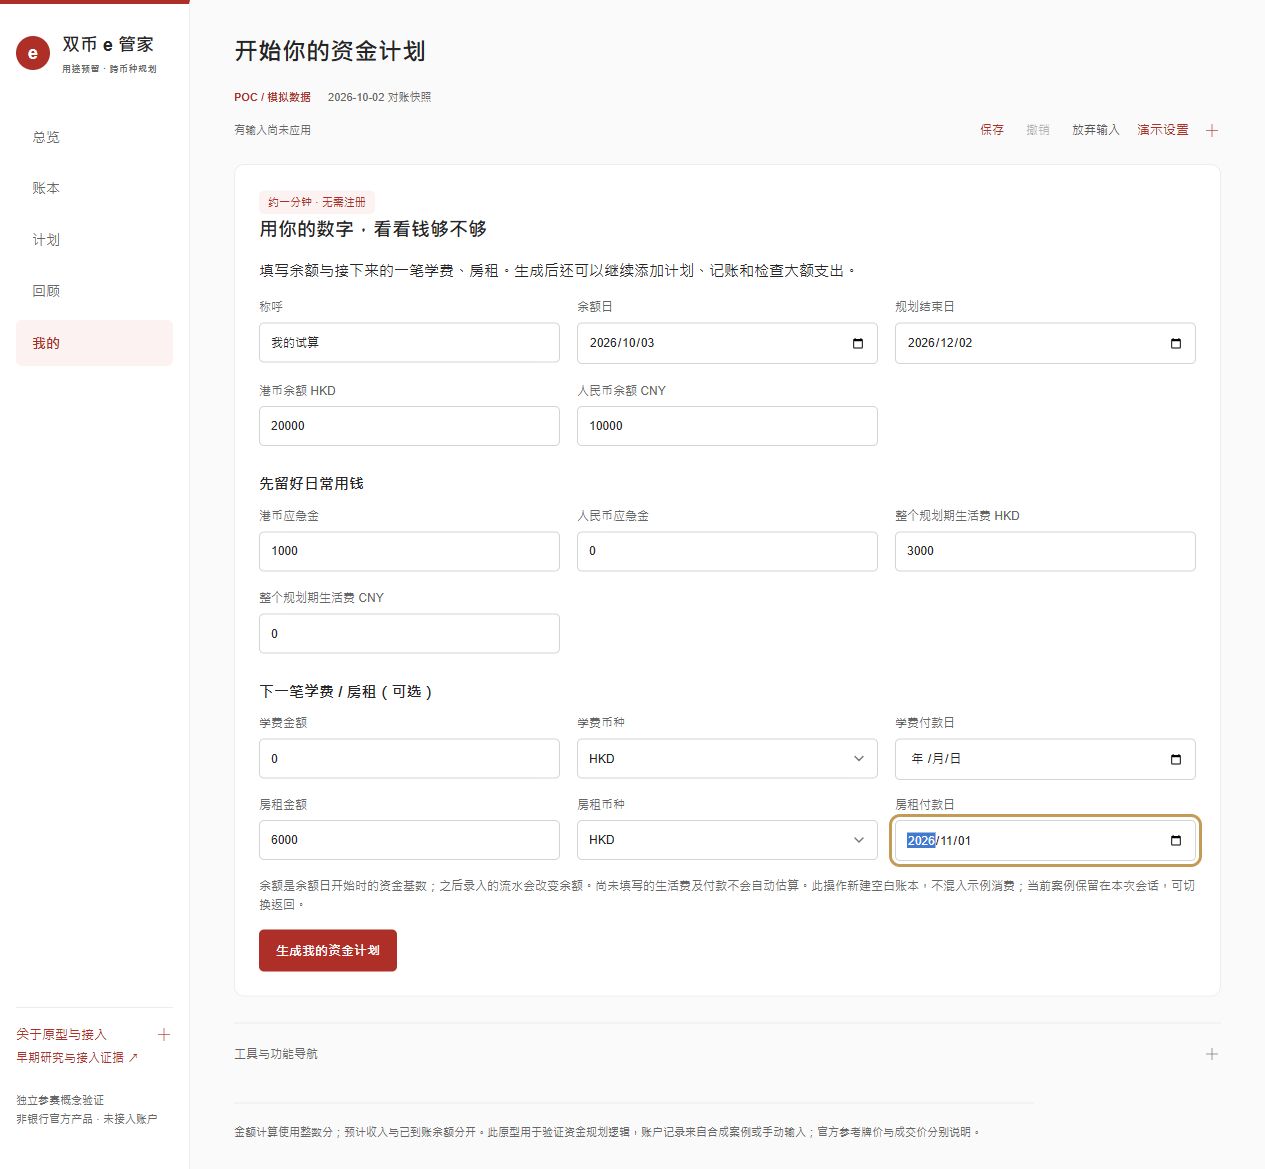 e
双币 e 管家
用途预留 · 跨币种规划
总览
账本
计划
回顾
我的
关于原型与接入
早期研究与接入证据 ↗
独立参赛概念验证
非银行官方产品 · 未接入账户
开始你的资金计划
POC / 模拟数据 2026-10-02 对账快照
有输入尚未应用
保存 撤销 放弃输入 演示设置 +
约一分钟 · 无需注册
用你的数字，看看钱够不够
填写余额与接下来的一笔学费、房租。生成后还可以继续添加计划、记账和检查大额支出。
称呼 余额日 规划结束日
我的试算 2026/10/03 2026/12/02
港币余额 HKD 人民币余额 CNY
20000 10000
先留好日常用钱
港币应急金 人民币应急金 整个规划期生活费 HKD
1000 0 3000
整个规划期生活费 CNY
0
下一笔学费 / 房租（可选）
学费金额 学费币种 学费付款日
0 HKD 年 /月/日
房租金额 房租币种 房租付款日
6000 HKD 2026/11/01
余额是余额日开始时的资金基数；之后录入的流水会改变余额。尚未填写的生活费及付款不会自动估算。此操作新建空白账本，不混入示例消费；当前案例保留在本次会话，可切
换返回。
生成我的资金计划
工具与功能导航
金额计算使用整数分；预计收入与已到账余额分开。此原型用于验证资金规划逻辑，账户记录来自合成案例或手动输入；官方参考牌价与成交价分别说明。